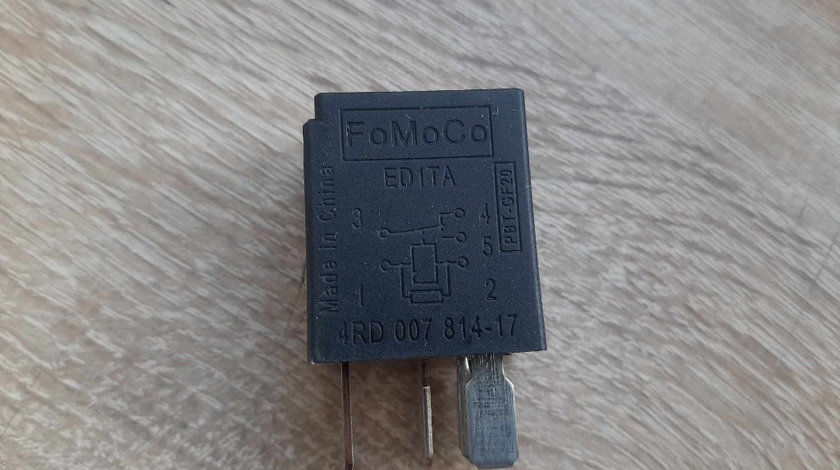 FoMoCo
EDITA
Made in China
PBT-GF20
3
4
5
1
2
4RD 007 814-17